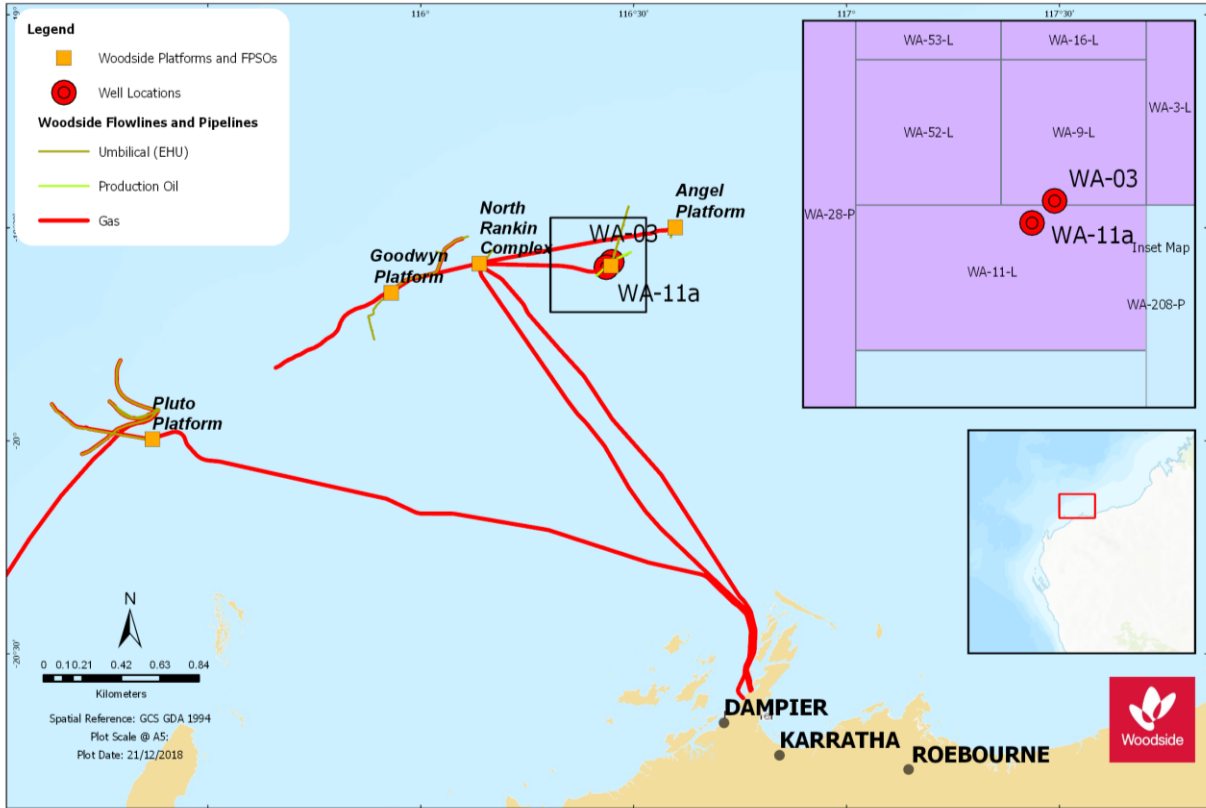 116°
116°30'
117°
117°30'
Legend
Woodside Platforms and FPSOs
Well Locations
Woodside Flowlines and Pipelines
Umbilical (EHU)
Production Oil
Gas
Angel
Platform
North
Rankin
Complex
Goodwyn
Platform
WA-03
WA-11a
Pluto
Platform
WA-53-L
WA-16-L
WA-3-L
WA-52-L
WA-9-L
WA-28-P
WA-03
WA-11a
Inset Map
WA-11-L
WA-208-P
-20°
-20°30'
N
0 0.1 0.21 0.42 0.63 0.84
Kilometers
Spatial Reference: GCS GDA 1994
Plot Scale @ A5:
Plot Date: 21/12/2018
DAMPIER
KARRATHA
ROEBOURNE
Woodside